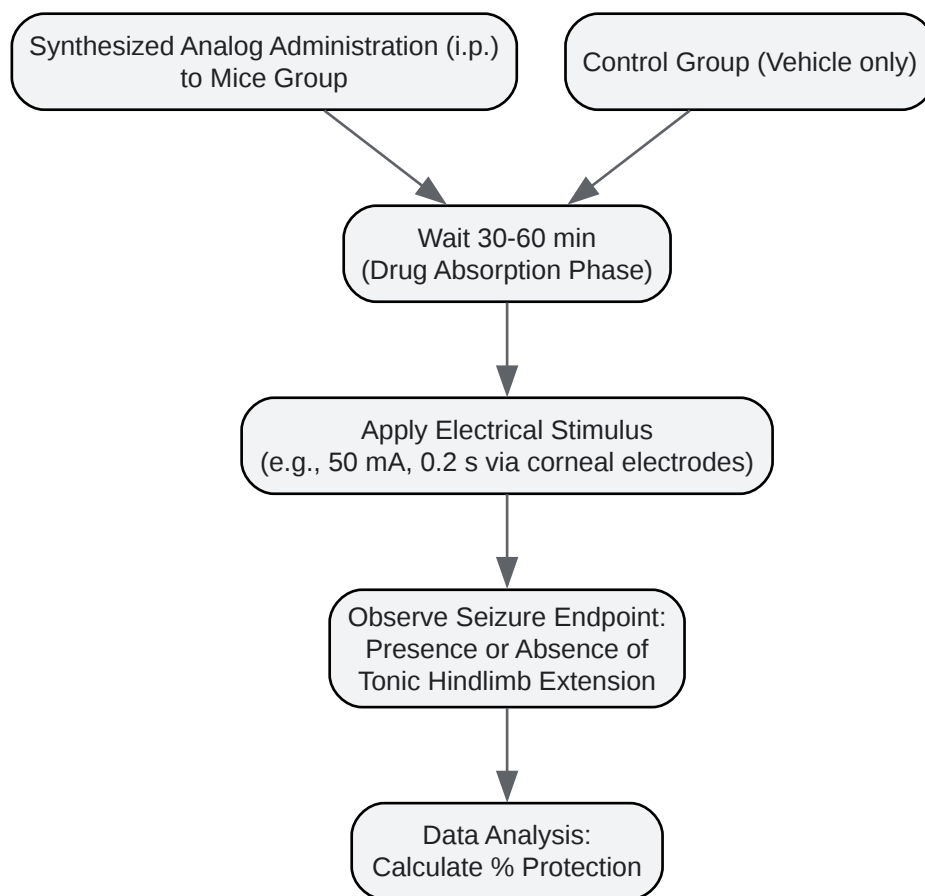 Synthesized Analog Administration (i.p.)
to Mice Group
Control Group (Vehicle only)
Wait 30-60 min
(Drug Absorption Phase)
Apply Electrical Stimulus
(e.g., 50 mA, 0.2 s via corneal electrodes)
Observe Seizure Endpoint:
Presence or Absence of
Tonic Hindlimb Extension
Data Analysis:
Calculate % Protection